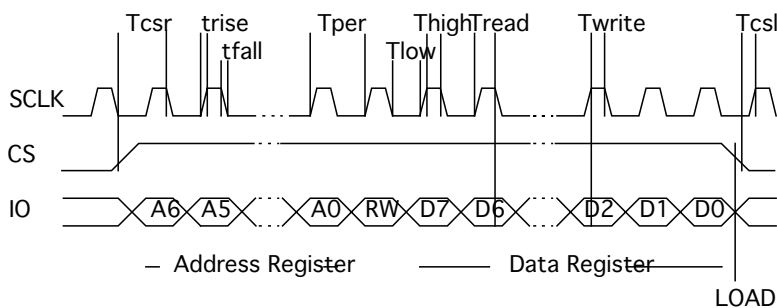 Tcsr trise Tper Thigh Tread Twrite Tcsl
tfall Tlow
SCLK
CS
IO A6 A5 A0 RW D7 D6 D2 D1 D0
Address Register Data Register
LOAD